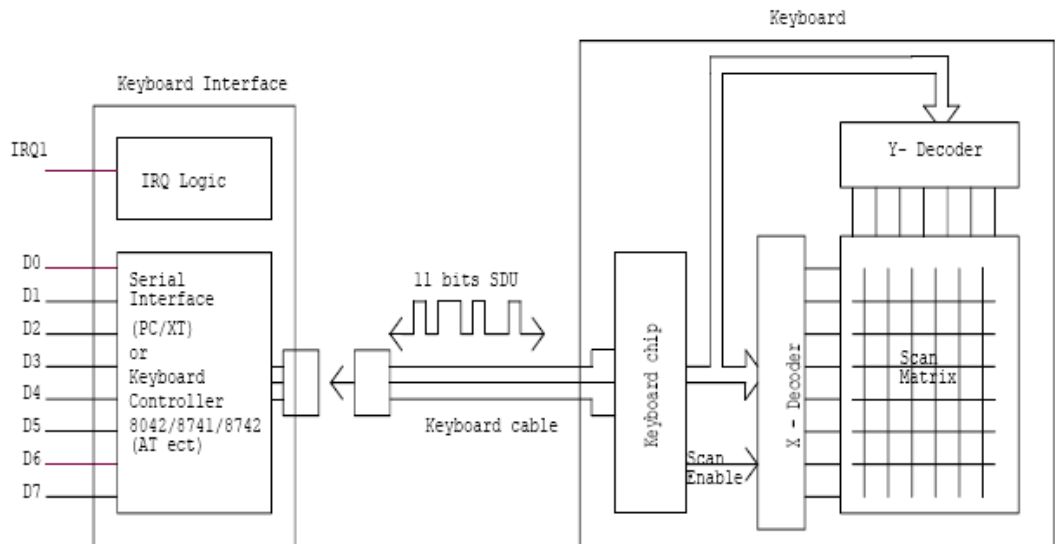 Keyboard
Keyboard Interface
IRQ1
IRQ Logic
Y- Decoder
D0
D1
D2
D3
D4
D5
D6
D7
Serial
Interface
(PC/XT)
or
Keyboard
Controller
8042/8741/8742
(AT ect)
11 bits SDU
Keyboard cable
Keyboard chip
Scan
Enable
X - Decoder
Scan
Matrix